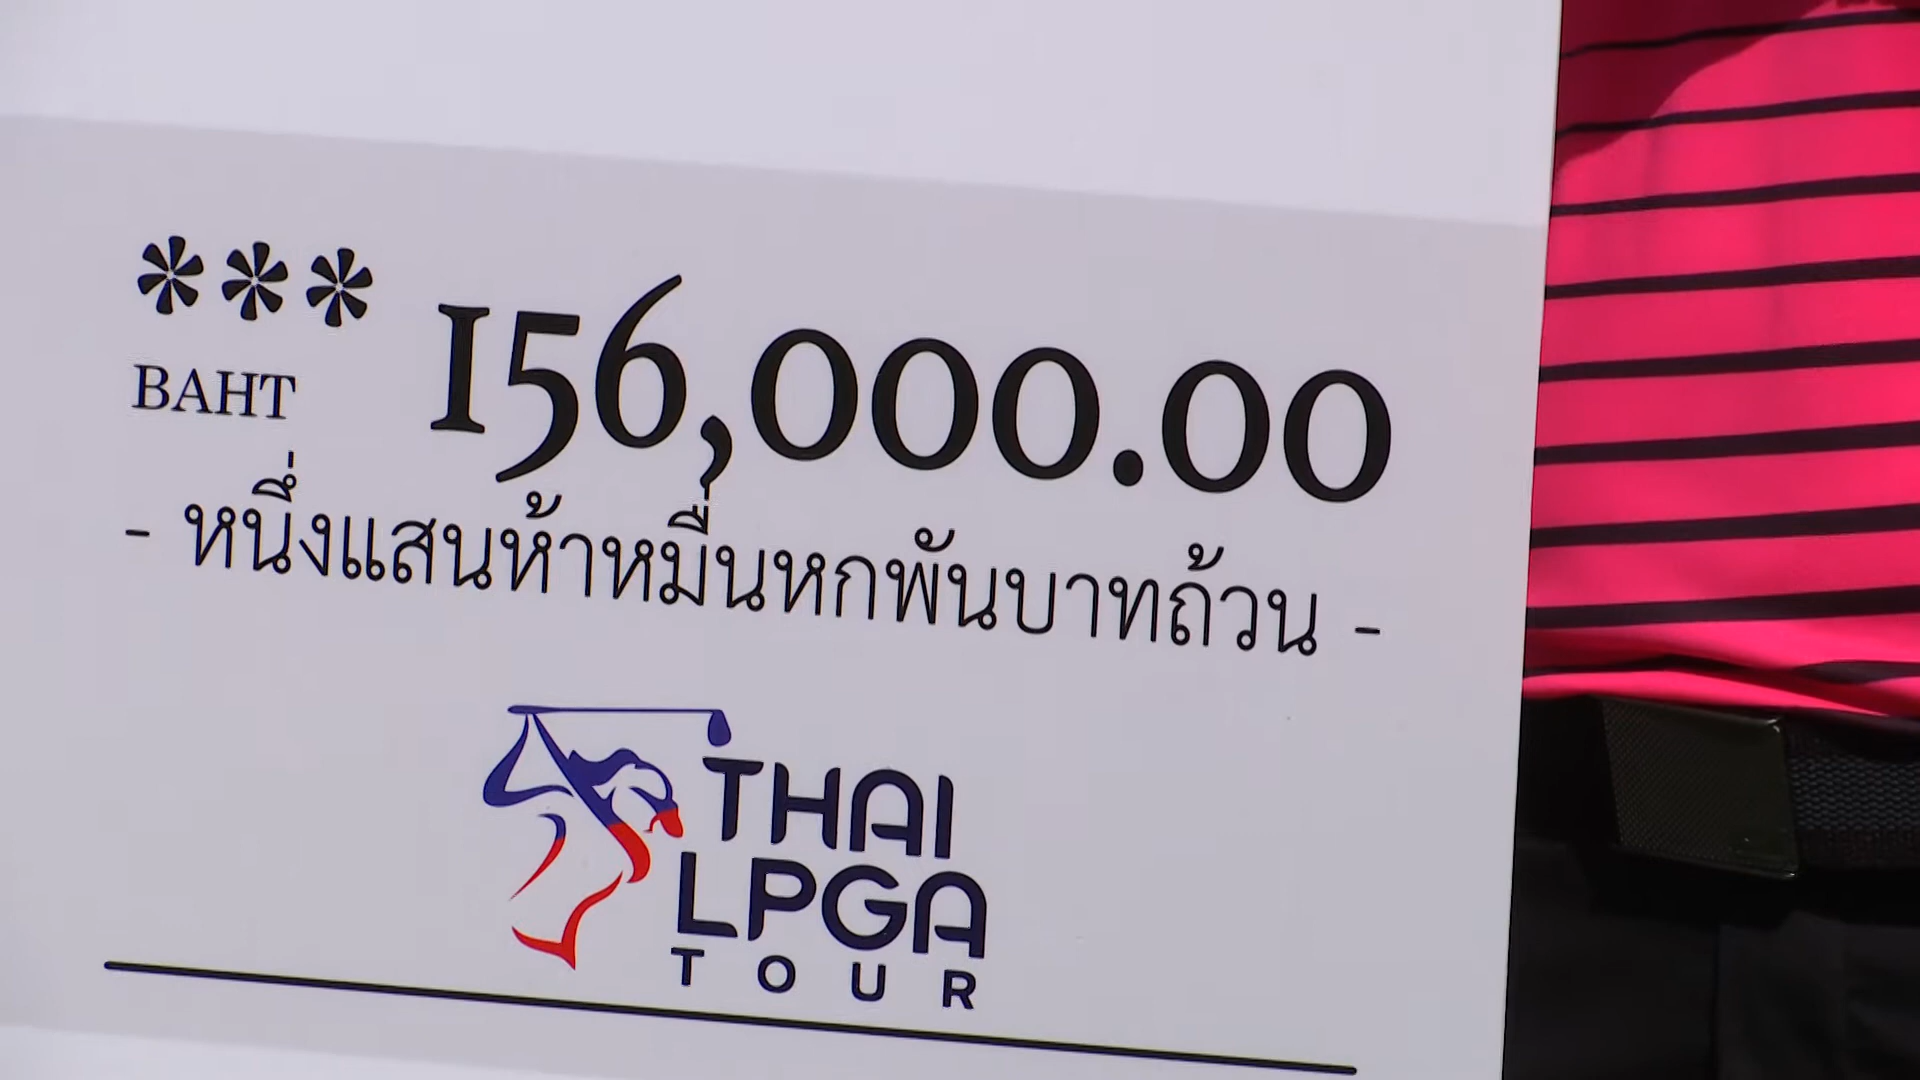 *** 156,000.00
BAHT
- หนึ่งแสนห้าหมื่นหกพันบาทถ้วน -
THAI
LPGA
TOUR